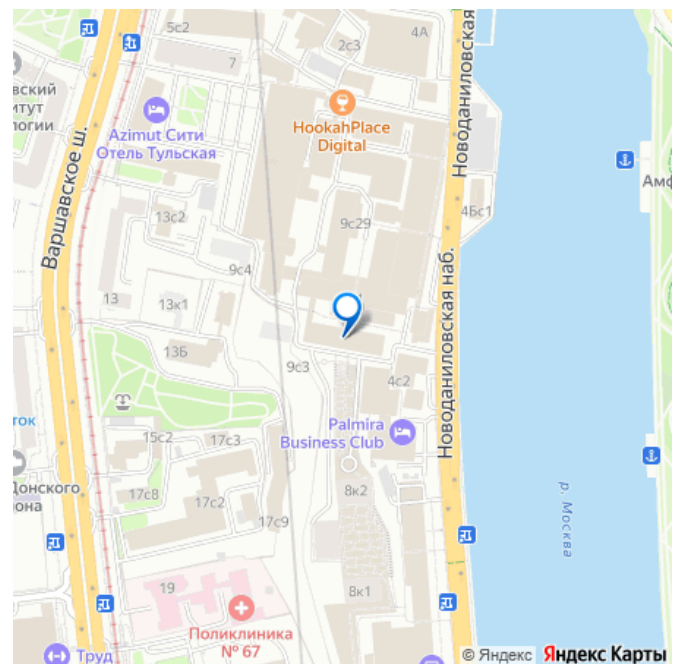 5с2
2с3
4А
7
Новоданиловская
HookahPlace
Digital
Azimut Сити
Отель Тульская
вский
итут
логии
Варшавское ш.
13с2
9с29
4Бс1
Амф
9с4
13
13к1
13Б
9с3
4с2
Новоданиловская наб.
Palmira
Business Club
ток
15с2
17с3
Донского
она
17с8
17с2
17с9
8к2
р. Москва
19
8к1
Поликлиника
№ 67
Труд
© Яндекс Яндекс Карты